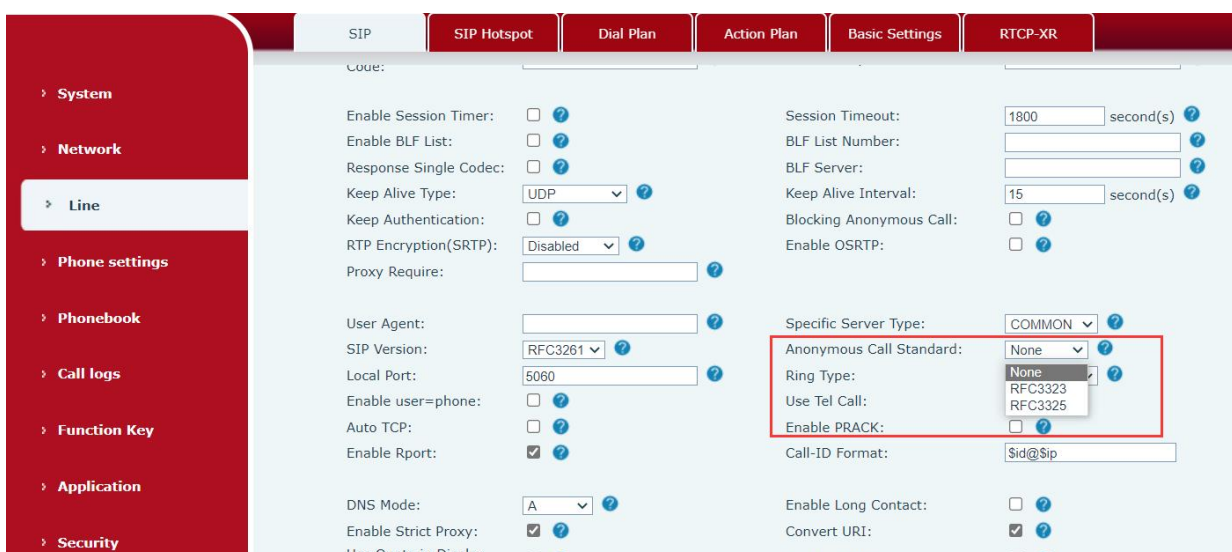 SIP SIP Hotspot Dial Plan Action Plan Basic Settings RTCP-XR
Code:
System
Network
Line
Phone settings
Phonebook
Call logs
Function Key
Application
Security
Enable Session Timer: Session Timeout: 1800 second(s)
Enable BLF List: BLF List Number:
Response Single Codec: BLF Server:
Keep Alive Type: UDP Keep Alive Interval: 15 second(s)
Keep Authentication: Blocking Anonymous Call:
RTP Encryption(SRTP): Disabled Enable OSRTP:
Proxy Require:
User Agent: Specific Server Type: COMMON
SIP Version: RFC3261 Anonymous Call Standard: None
Local Port: 5060 Ring Type: None
RFC3323
Enable user=phone: Use Tel Call: RFC3325
Auto TCP: Enable PRACK:
Enable Rport: Call-ID Format: $id@$ip
DNS Mode: A Enable Long Contact:
Enable Strict Proxy: Convert URI: